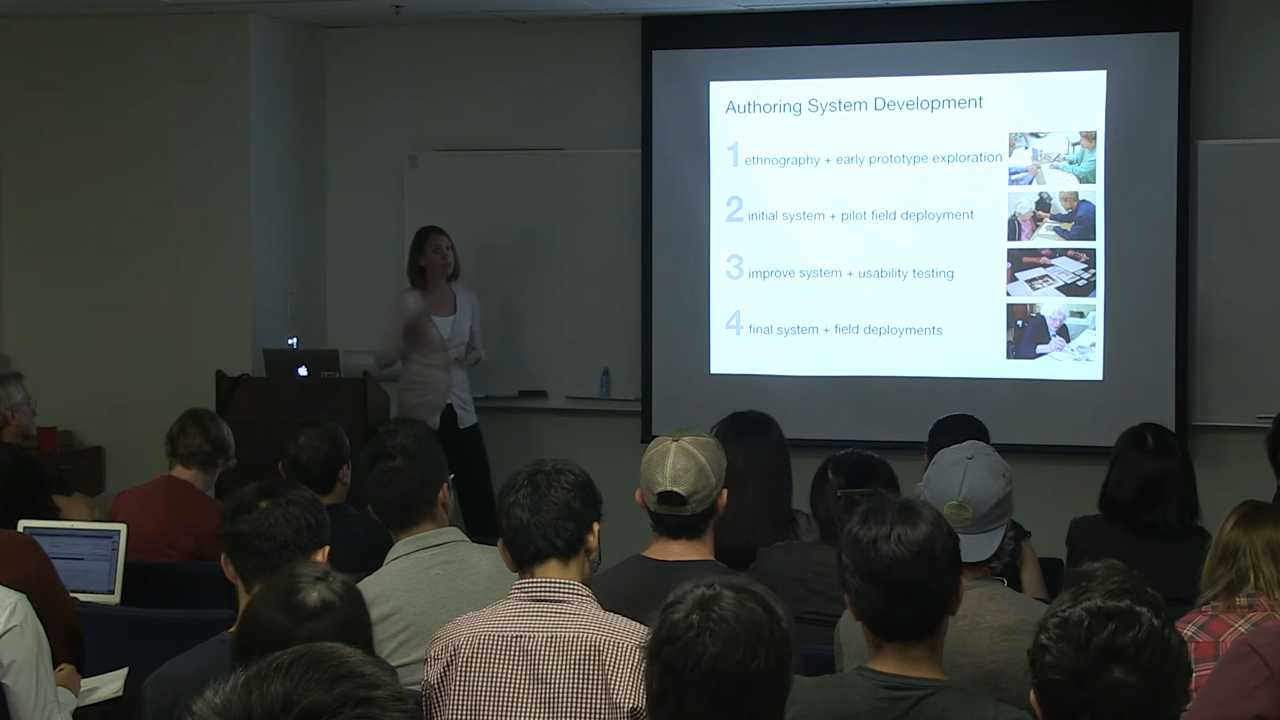 Authoring System Development
1 ethnography + early prototype exploration
2 initial system + pilot field deployment
3 improve system + usability testing
4 final system + field deployments